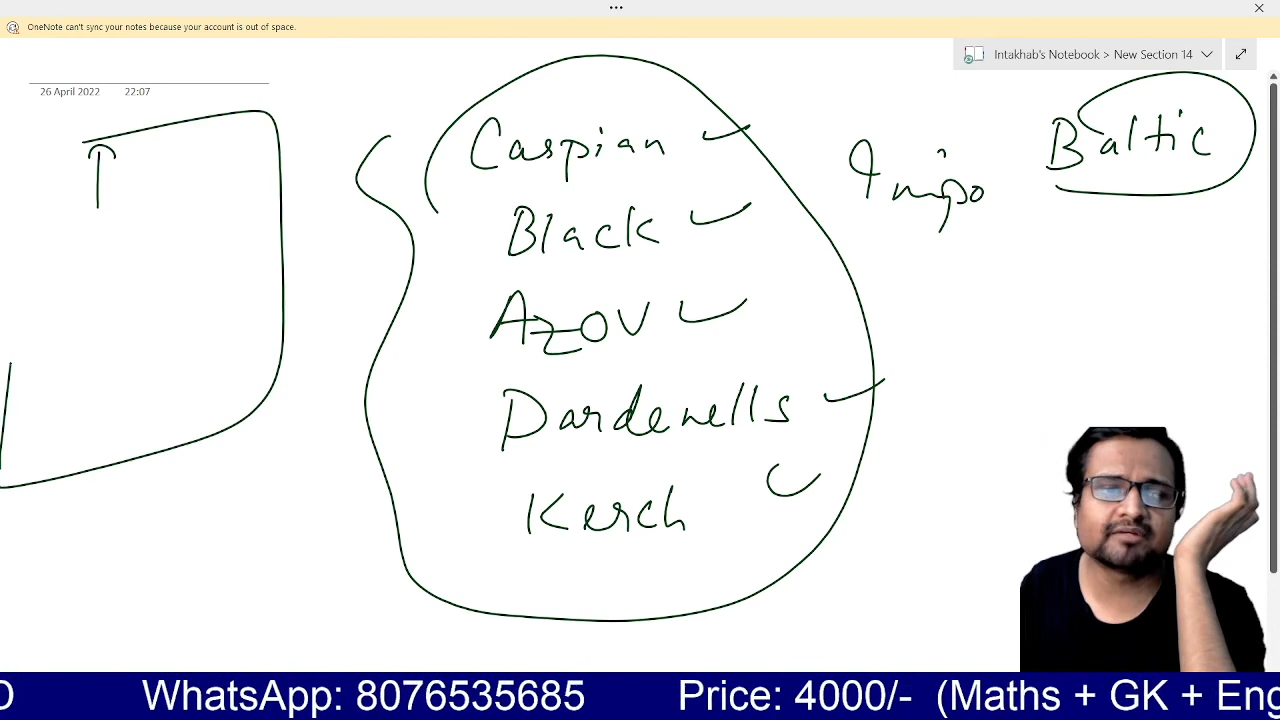 OneNote can't sync your notes because your account is out of space.
Intakhab's Notebook > New Section 14
26 April 2022 22:07
Caspian
Black
Azov
Dardenells
Kerch
Baltic
WhatsApp: 8076535685 Price: 4000/- (Maths + GK + Eng